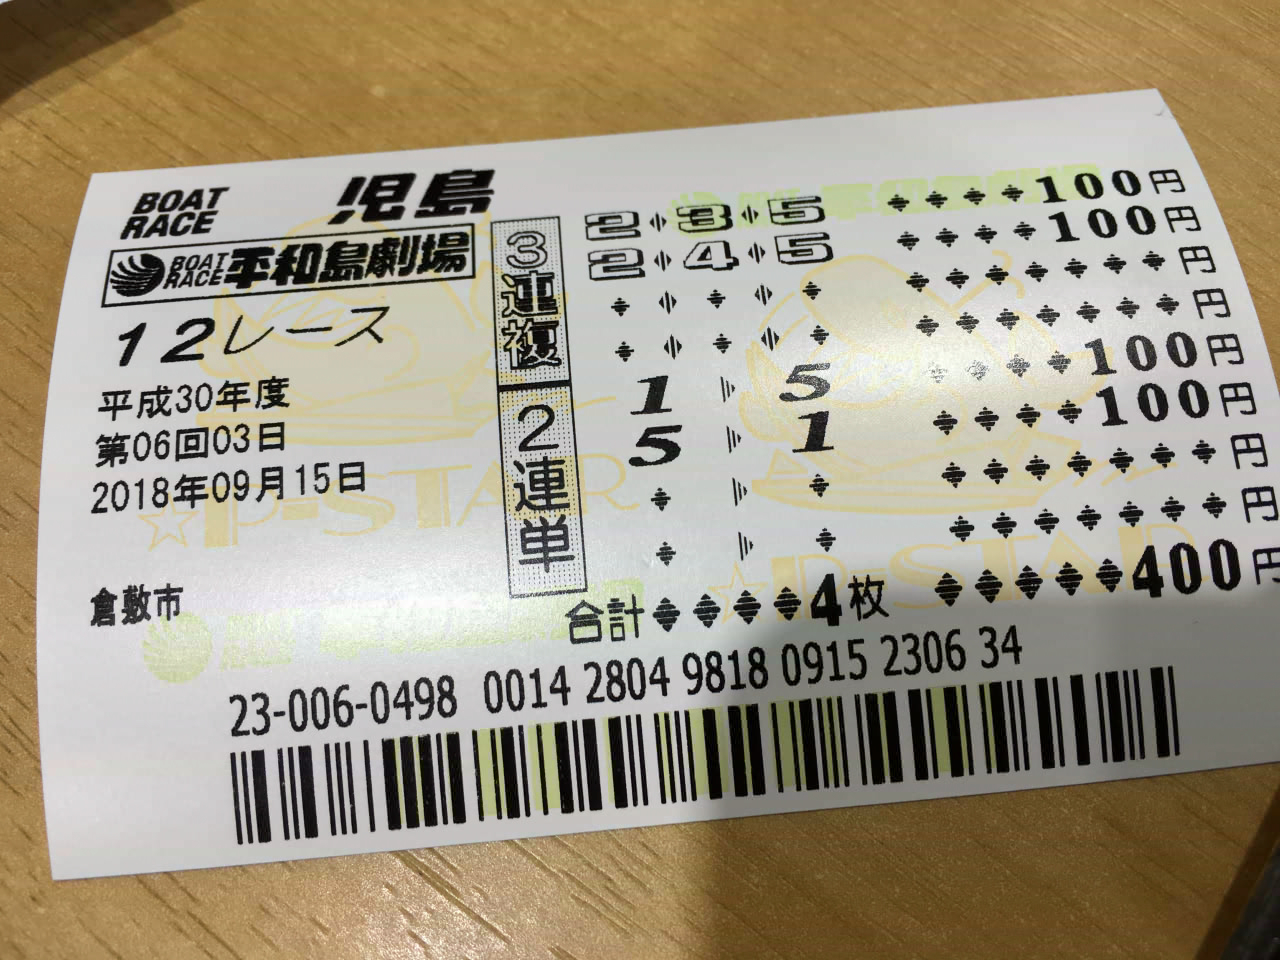 BOAT RACE 児島
BOAT RACE 平和島劇場
12レース
平成30年度
第06回03日
2018年09月15日
倉敷市
3連複
2 3 5 100円
2 4 5 100円
円
円
2連単
1 5 100円
5 1 100円
円
円
合計 4枚 400円
23-006-0498 0014 2804 9818 0915 2306 34
☆P-STAR
☆P-STAR